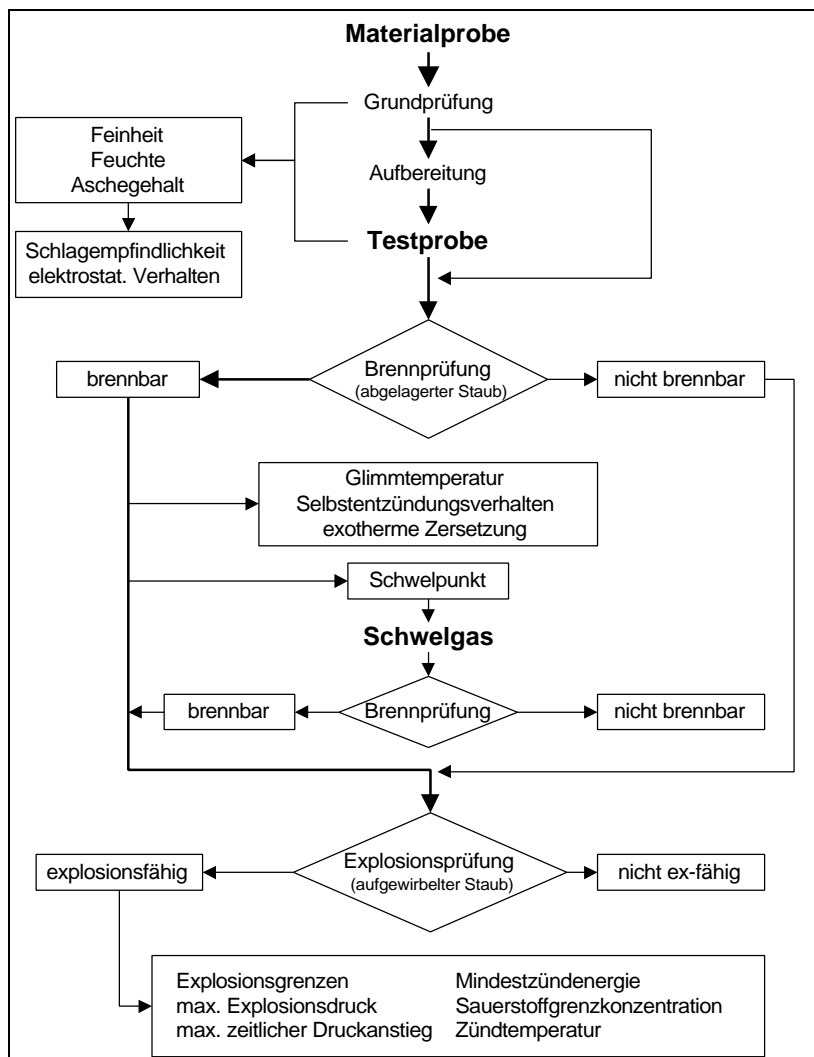 Materialprobe
Grundprüfung
Feinheit
Feuchte
Aschegehalt
Aufbereitung
Testprobe
Schlagempfindlichkeit
elektrostat. Verhalten
Brennprüfung
(abgelagerter Staub)
brennbar
nicht brennbar
Glimmtemperatur
Selbstentzündungsverhalten
exotherme Zersetzung
Schwelpunkt
Schwelgas
brennbar
Brennprüfung
nicht brennbar
explosionsfähig
Explosionsprüfung
(aufgewirbelter Staub)
nicht ex-fähig
Explosionsgrenzen
max. Explosionsdruck
max. zeitlicher Druckanstieg
Mindestzündenergie
Sauerstoffgrenzkonzentration
Zündtemperatur